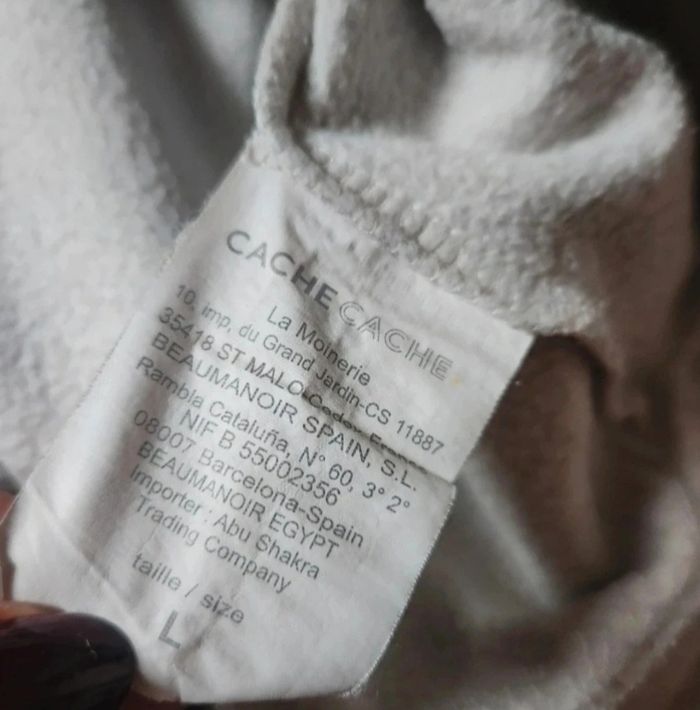 CACHE CACHE
La Moinerie
10, imp, du Grand Jardin-CS 11887
35418 ST MALO Cedex
BEAUMANOIR SPAIN, S.L.
Rambla Cataluña, N° 60, 3° 2°
NIF B 55002356
08007 Barcelona-Spain
BEAUMANOIR EGYPT
Importer : Abu Shakra
Trading Company
taille / size
L